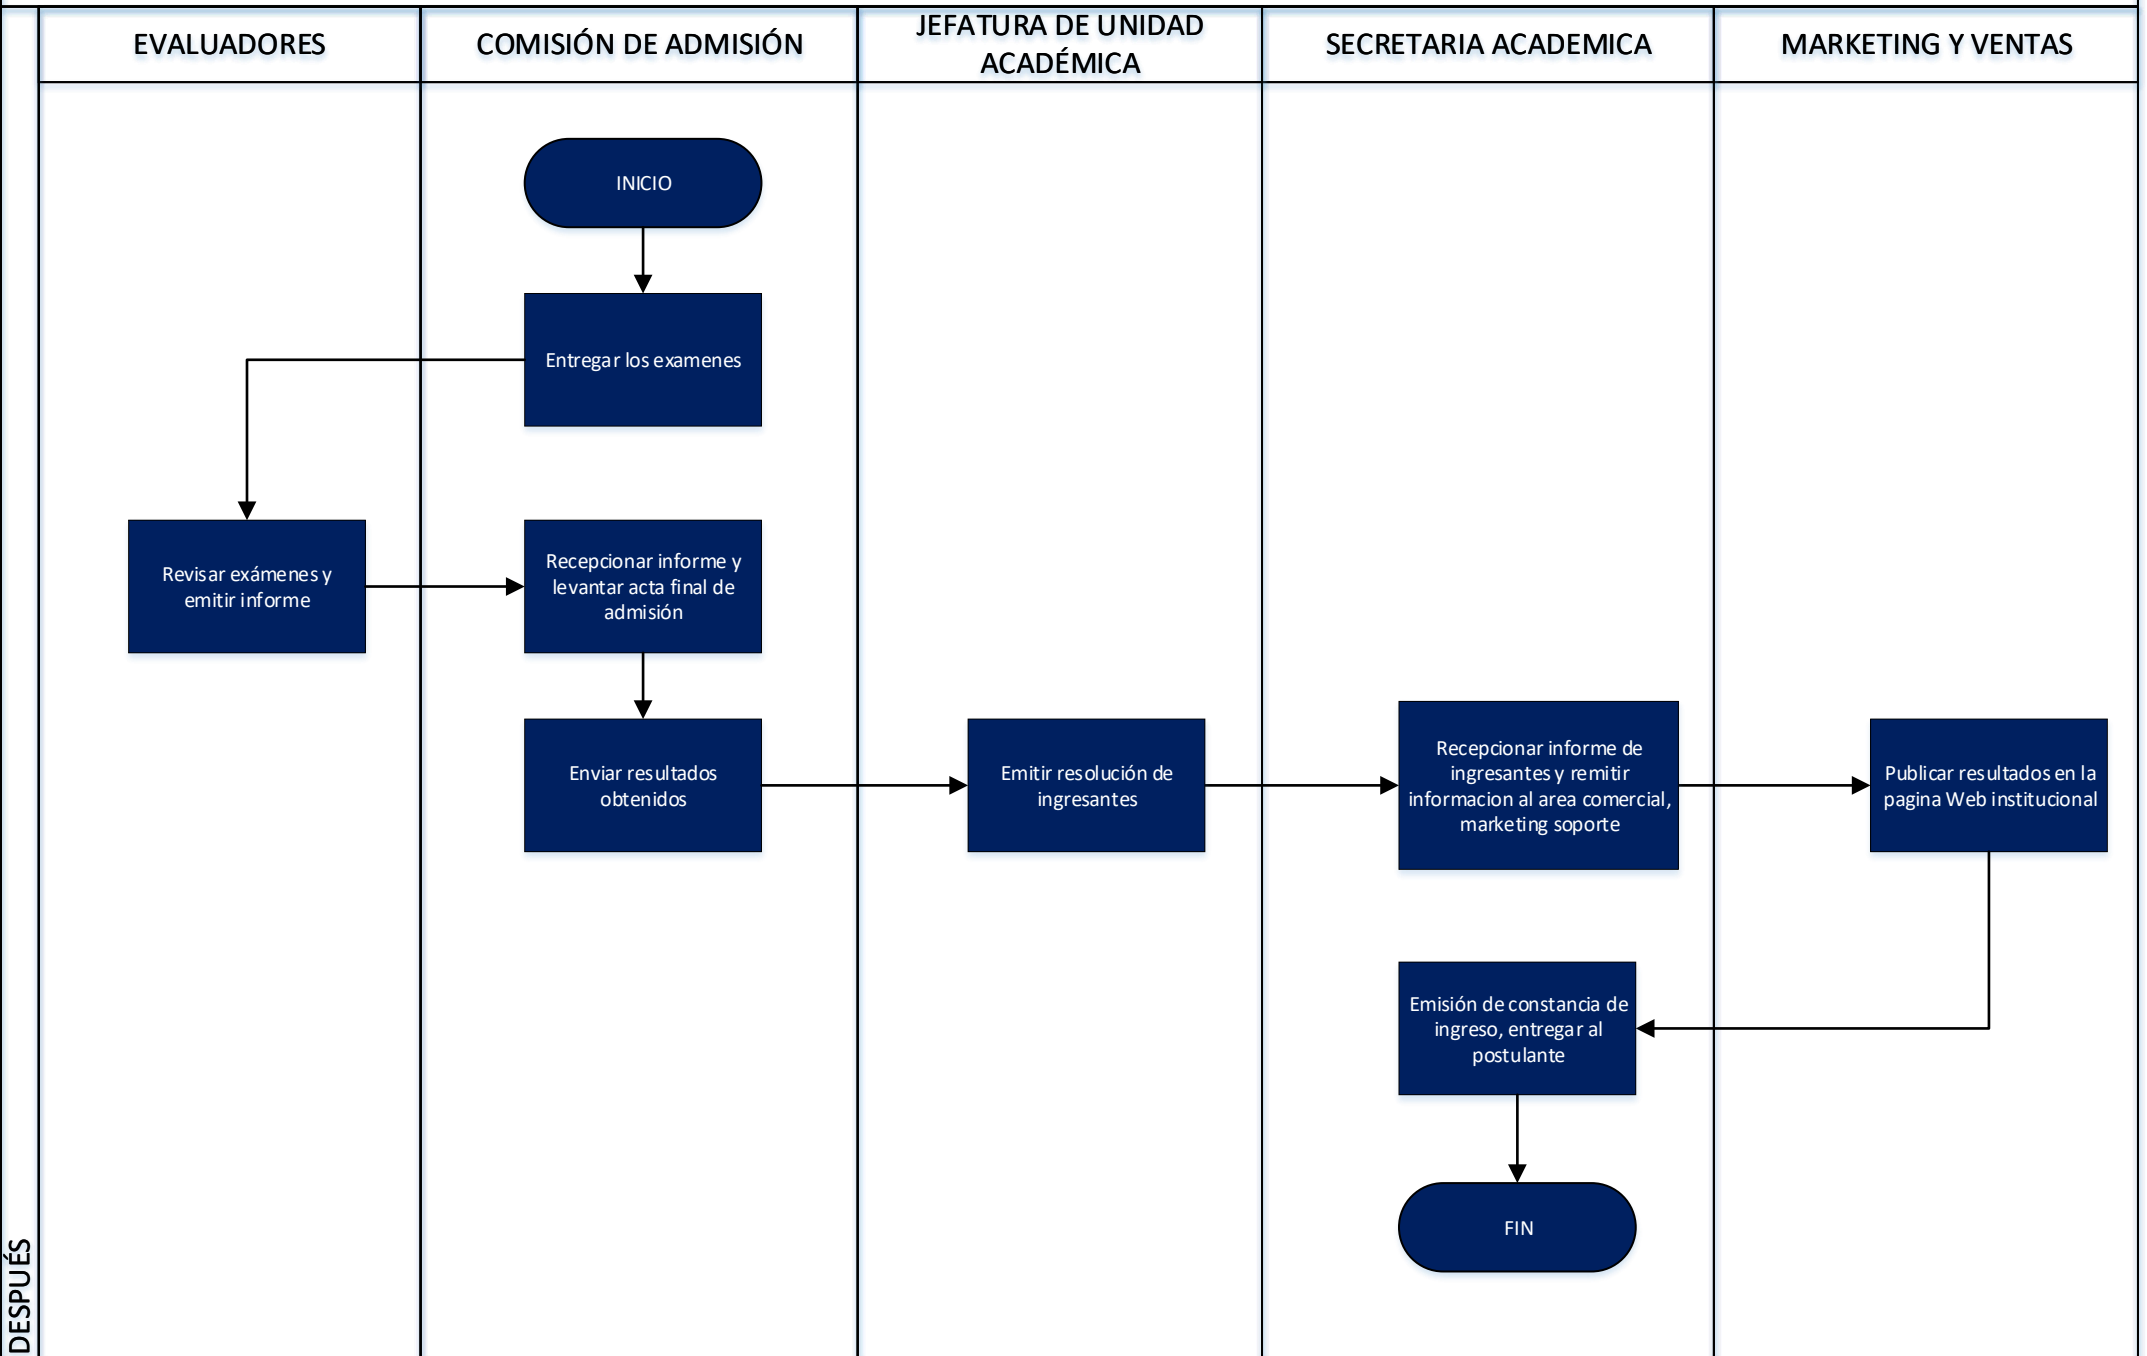 EVALUADORES
COMISIÓN DE ADMISIÓN
JEFATURA DE UNIDAD
ACADÉMICA
SECRETARIA ACADEMICA
MARKETING Y VENTAS
INICIO
Entregar los examenes
Revisar exámenes y
emitir informe
Recepcionar informe y
levantar acta final de
admisión
Enviar resultados
obtenidos
Emitir resolución de
ingresantes
Recepcionar informe de
ingresantes y remitir
informacion al area comercial,
marketing soporte
Publicar resultados en la
pagina Web institucional
Emisión de constancia de
ingreso, entregar al
postulante
FIN
DESPUÉS